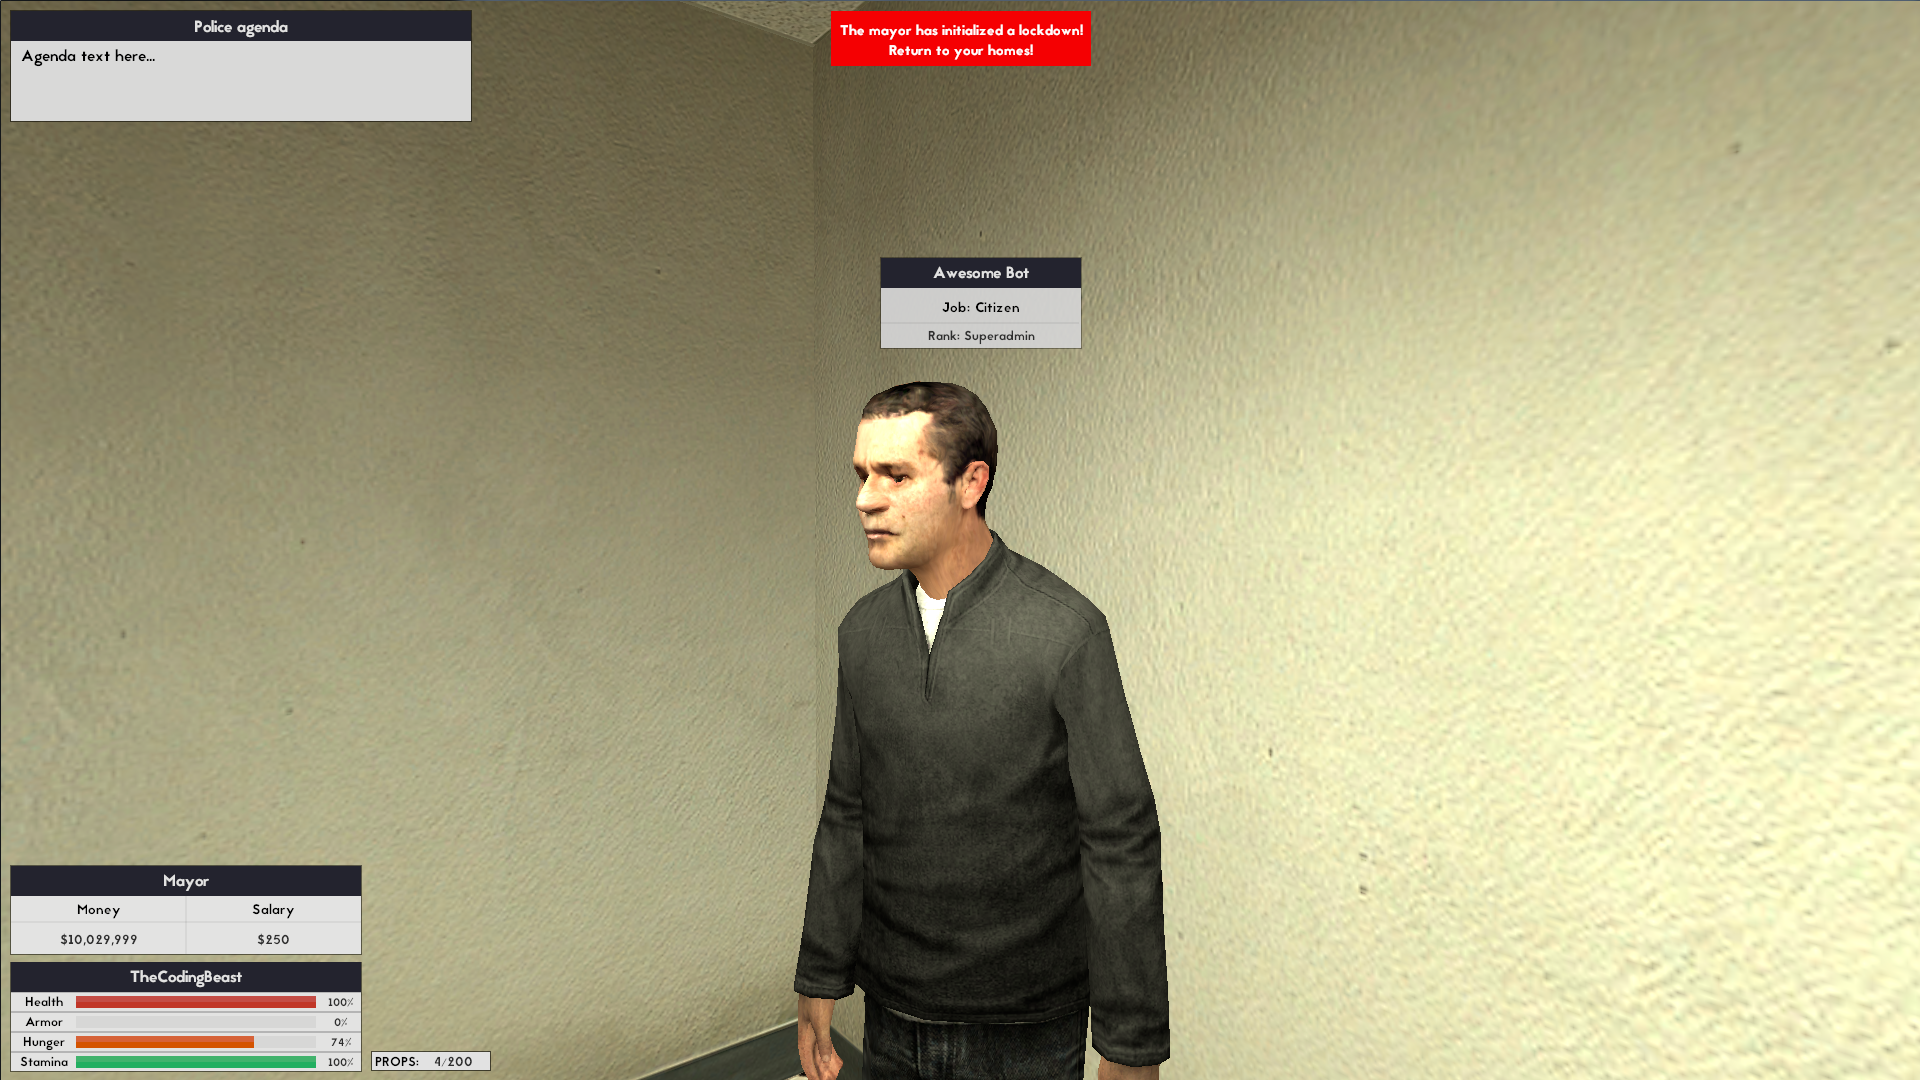 Police agenda
Agenda text here...
The mayor has initialized a lockdown!
Return to your homes!
Awesome Bot
Job: Citizen
Rank: Superadmin
Mayor
Money Salary
$10,029,999 $250
TheCodingBeast
Health 100%
Armor 0%
Hunger 74%
Stamina 100%
PROPS: 4/200